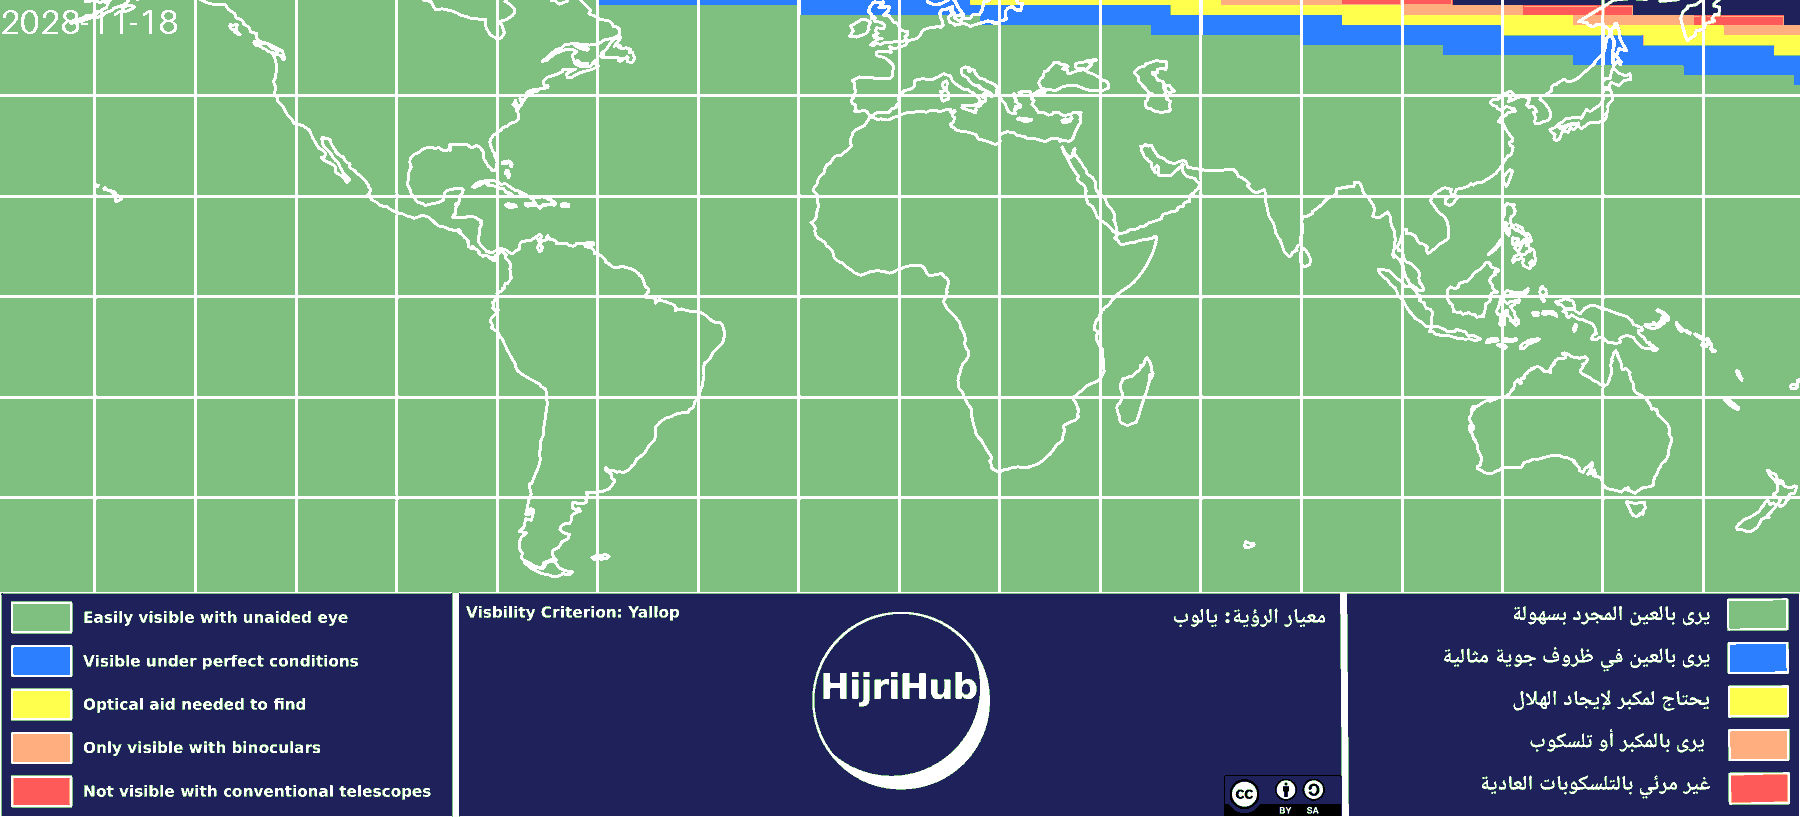 2028-11-18
Easily visible with unaided eye
Visible under perfect conditions
Optical aid needed to find
Only visible with binoculars
Not visible with conventional telescopes
Visbility Criterion: Yallop
HijriHub
معيار الرؤية: يالوب
cc
BY SA
يرى بالعين المجرد بسهولة
يرى بالعين في ظروف جوية مثالية
يحتاج لمكبر لإيجاد الهلال
يرى بالمكبر أو تلسكوب
غير مرئي بالتلسكوبات العادية